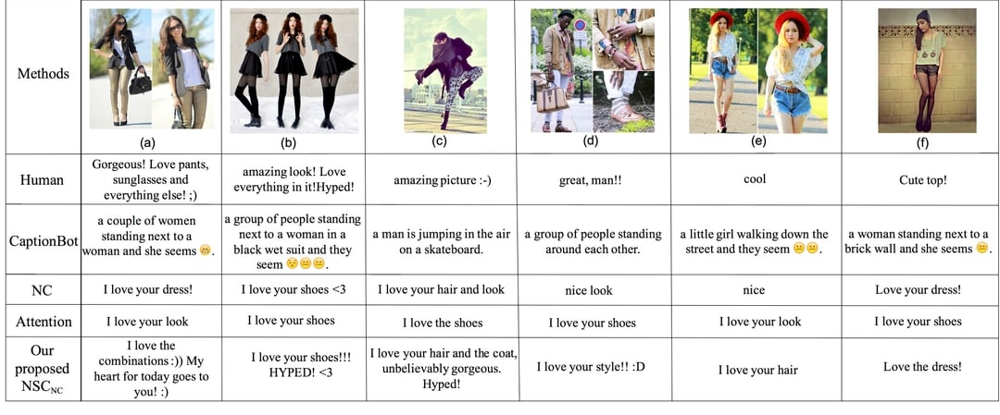 Methods
(a)
(b)
(c)
(d)
(e)
(f)
Human
Gorgeous! Love pants,
sunglasses and
everything else! ;)
amazing look! Love
everything in it!Hyped!
amazing picture :-)
great, man!!
cool
Cute top!
CaptionBot
a couple of women
standing next to a
woman and she seems 😬.
a group of people standing
next to a woman in a
black wet suit and they
seem 😯😐😐.
a man is jumping in the air
on a skateboard.
a group of people standing
around each other.
a little girl walking down the
street and they seem 😐😐.
a woman standing next to a
brick wall and she seems 😐.
NC
I love your dress!
I love your shoes <3
I love your hair and look
nice look
nice
Love your dress!
Attention
I love your look
I love your shoes
I love the shoes
I love your shoes
I love your look
I love your shoes
Our
proposed
NSC_NC
I love the
combinations :)) My
heart for today goes to
you! :)
I love your shoes!!!
HYPED! <3
I love your hair and the coat,
unbelievably gorgeous.
Hyped!
I love your style!! :D
I love your hair
Love the dress!